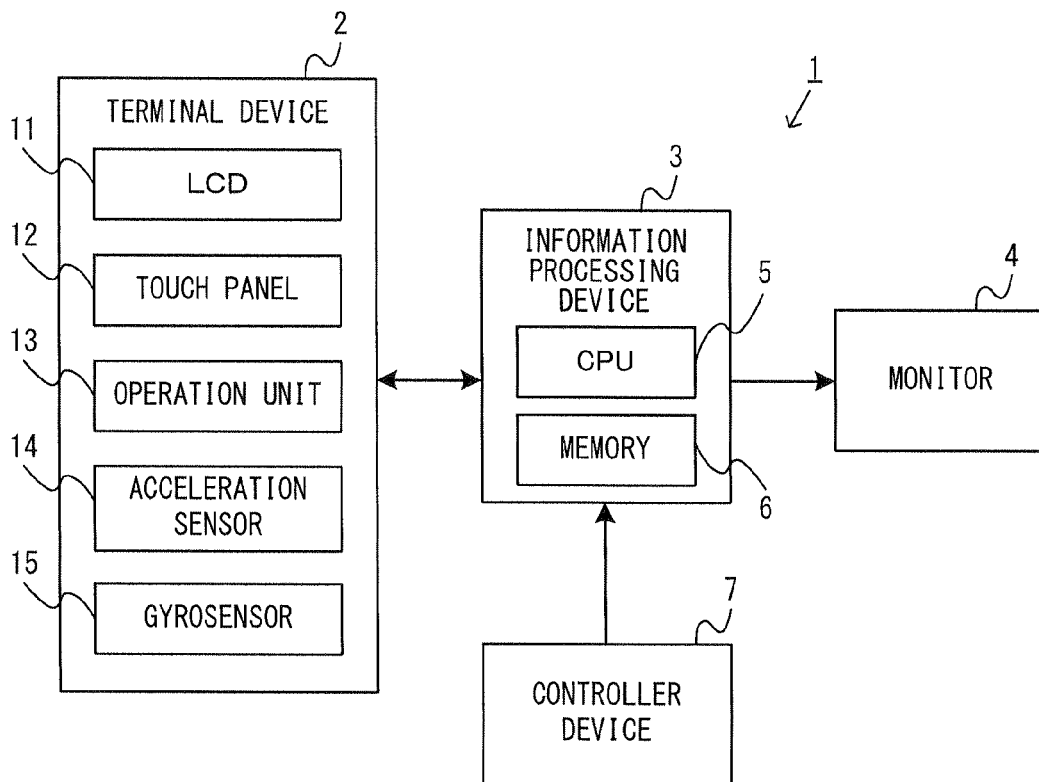 1
2
TERMINAL DEVICE
11
LCD
12
TOUCH PANEL
13
OPERATION UNIT
14
ACCELERATION
SENSOR
15
GYROSENSOR
3
INFORMATION
PROCESSING
DEVICE
5
CPU
MEMORY
6
4
MONITOR
7
CONTROLLER
DEVICE